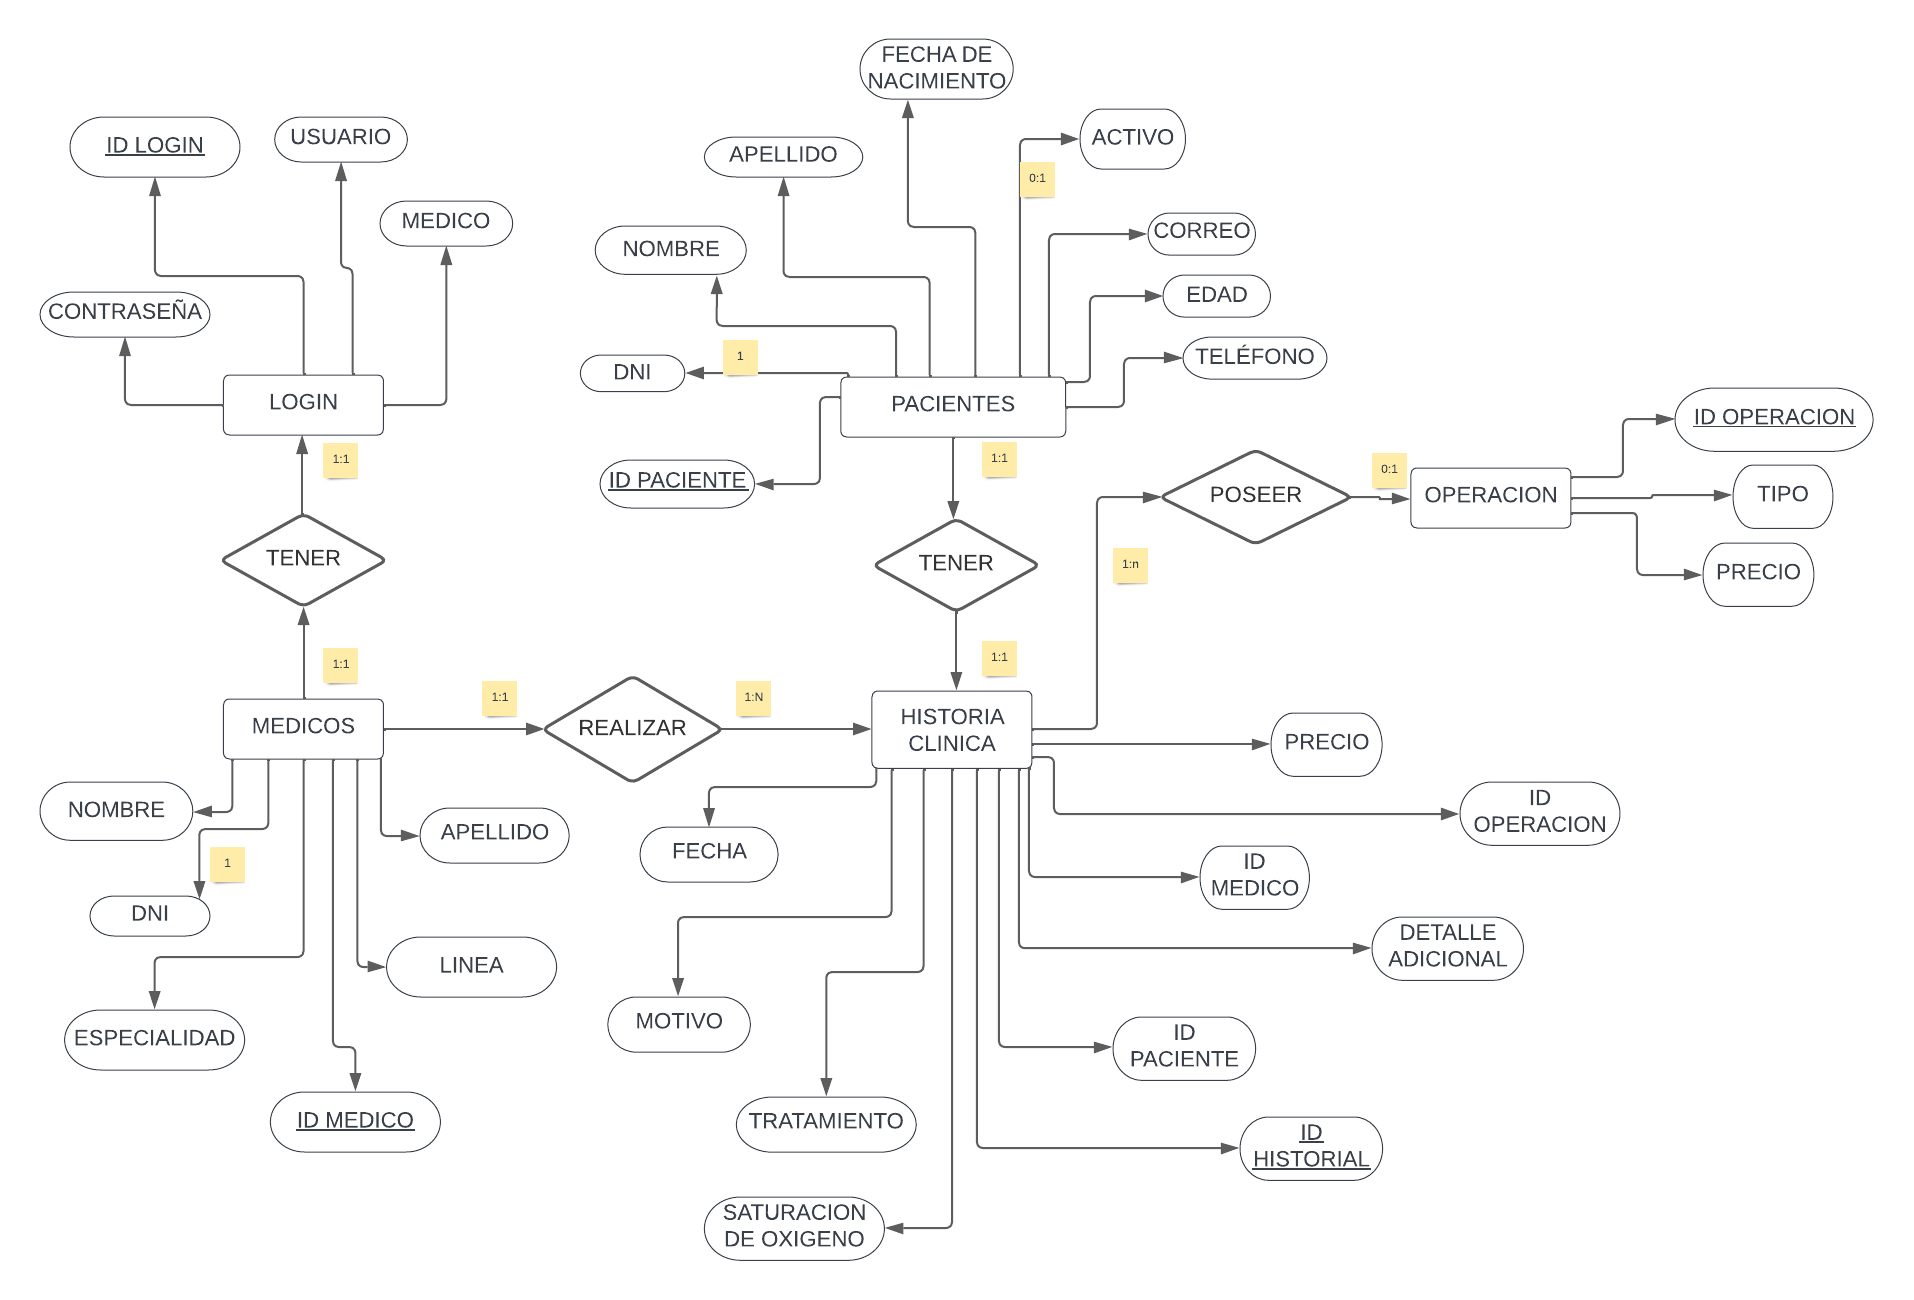 FECHA DE
NACIMIENTO
ID LOGIN
USUARIO
ACTIVO
APELLIDO
0:1
MEDICO
CORREO
NOMBRE
EDAD
CONTRASEÑA
1
TELÉFONO
DNI
LOGIN
PACIENTES
ID OPERACION
1:1
1:1
0:1
ID PACIENTE
POSEER
OPERACION
TIPO
TENER
TENER
1:n
PRECIO
1:1
1:1
1:1
1:N
MEDICOS
REALIZAR
HISTORIA
CLINICA
PRECIO
NOMBRE
APELLIDO
ID
OPERACION
FECHA
1
ID
MEDICO
DNI
DETALLE
ADICIONAL
LINEA
MOTIVO
ESPECIALIDAD
ID
PACIENTE
ID MEDICO
TRATAMIENTO
ID
HISTORIAL
SATURACION
DE OXIGENO